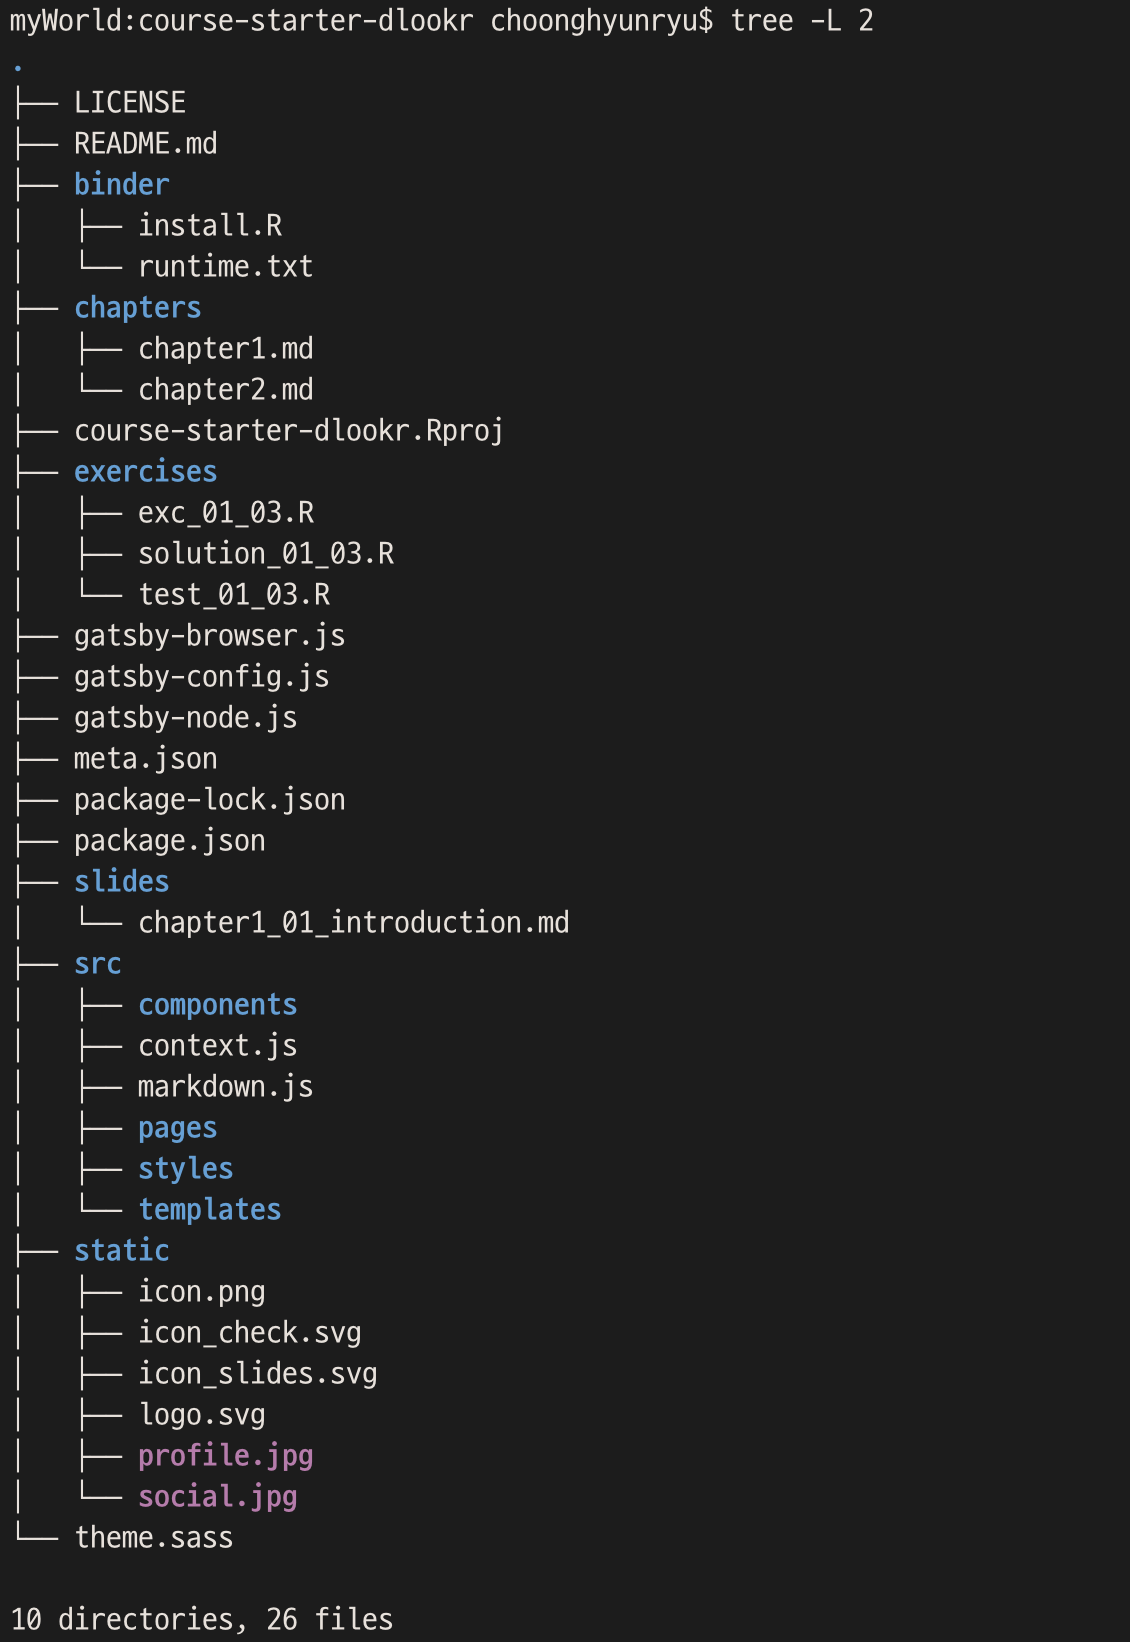 myWorld:course-starter-dlookr choonghyunryu$ tree -L 2
.
├── LICENSE
├── README.md
├── binder
│   ├── install.R
│   └── runtime.txt
├── chapters
│   ├── chapter1.md
│   └── chapter2.md
├── course-starter-dlookr.Rproj
├── exercises
│   ├── exc_01_03.R
│   ├── solution_01_03.R
│   └── test_01_03.R
├── gatsby-browser.js
├── gatsby-config.js
├── gatsby-node.js
├── meta.json
├── package-lock.json
├── package.json
├── slides
│   └── chapter1_01_introduction.md
├── src
│   ├── components
│   ├── context.js
│   ├── markdown.js
│   ├── pages
│   ├── styles
│   └── templates
├── static
│   ├── icon.png
│   ├── icon_check.svg
│   ├── icon_slides.svg
│   ├── logo.svg
│   ├── profile.jpg
│   └── social.jpg
└── theme.sass

10 directories, 26 files